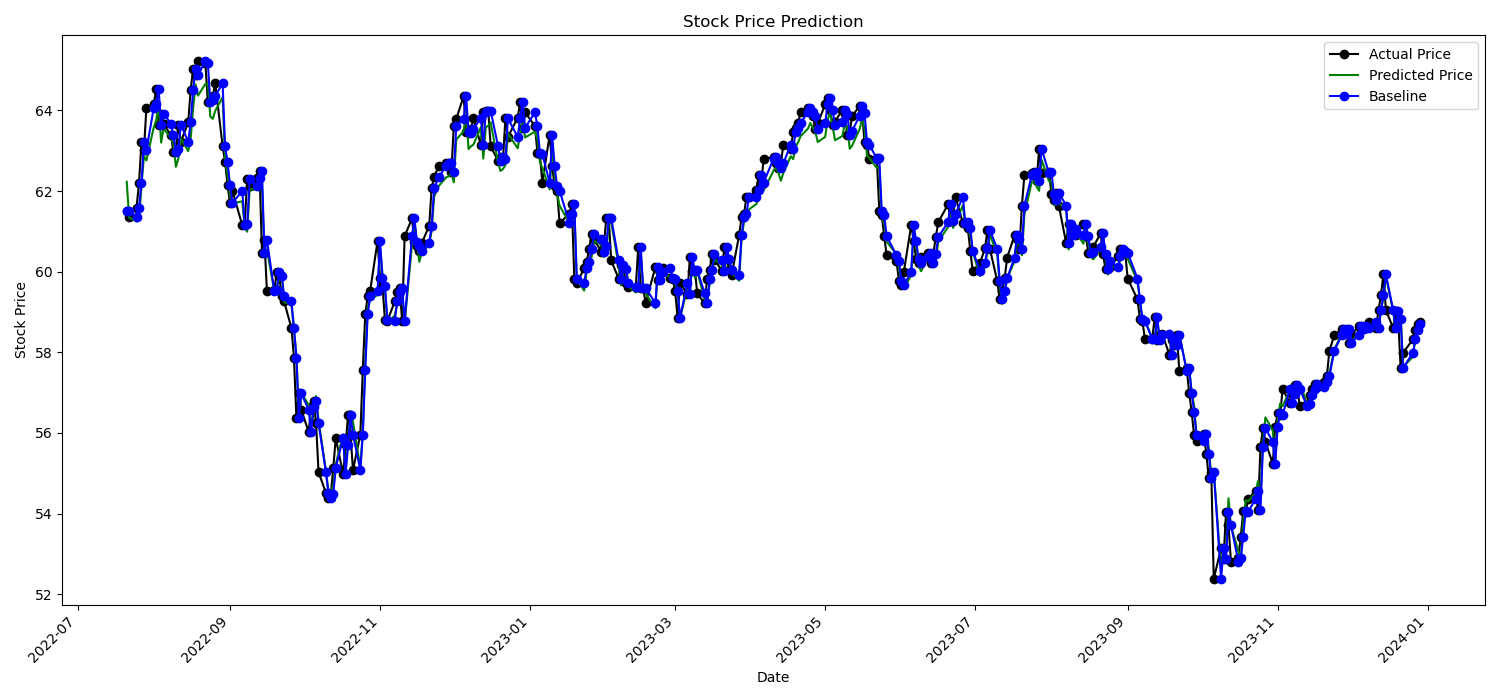 Stock Price Prediction
Actual Price
Predicted Price
Baseline
Stock Price
64
62
60
58
56
54
52
2022-07
2022-09
2022-11
2023-01
2023-03
2023-05
2023-07
2023-09
2023-11
2024-01
Date